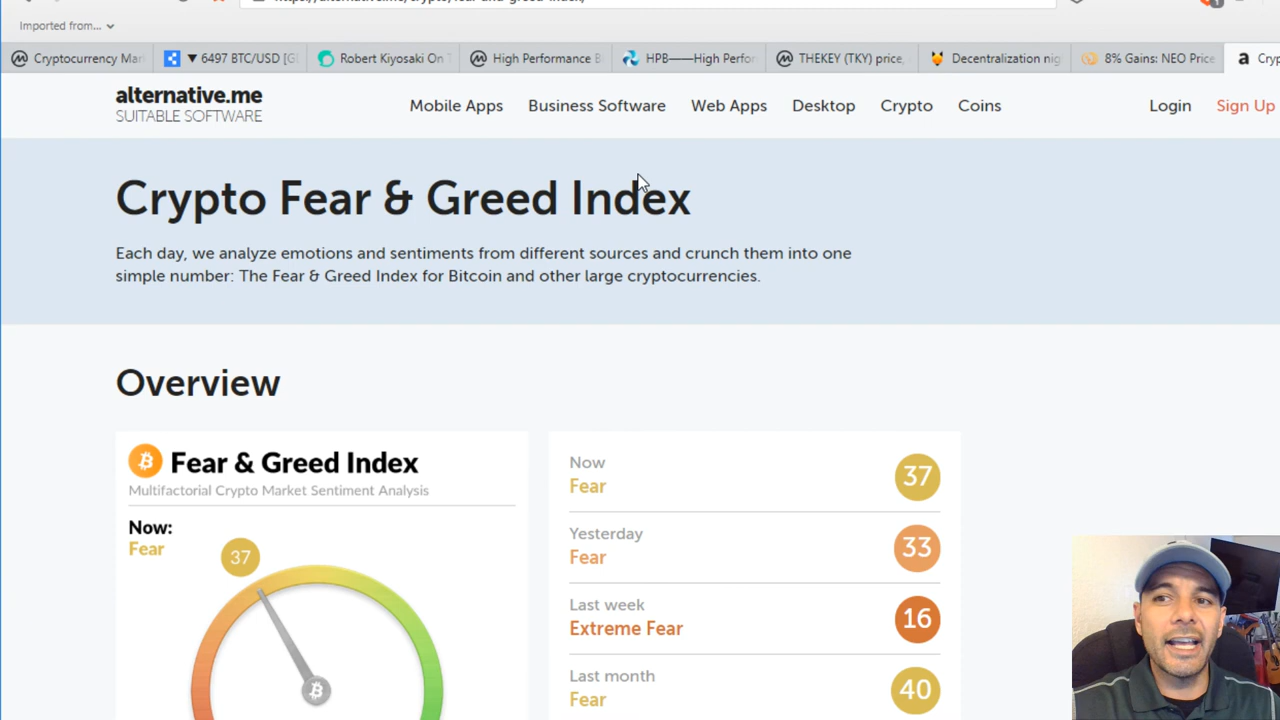 Imported from...
Cryptocurrency Mar
▼ 6497 BTC/USD [G
Robert Kiyosaki On T
High Performance B
HPB——High Perfor
THEKEY (TKY) price,
Decentralization nig
8% Gains: NEO Price
Cryp
alternative.me
SUITABLE SOFTWARE
Mobile Apps
Business Software
Web Apps
Desktop
Crypto
Coins
Login
Sign Up
Crypto Fear & Greed Index
Each day, we analyze emotions and sentiments from different sources and crunch them into one
simple number: The Fear & Greed Index for Bitcoin and other large cryptocurrencies.
Overview
Fear & Greed Index
Multifactorial Crypto Market Sentiment Analysis
Now:
Fear
37
Now
Fear
37
Yesterday
Fear
33
Last week
Extreme Fear
16
Last month
Fear
40